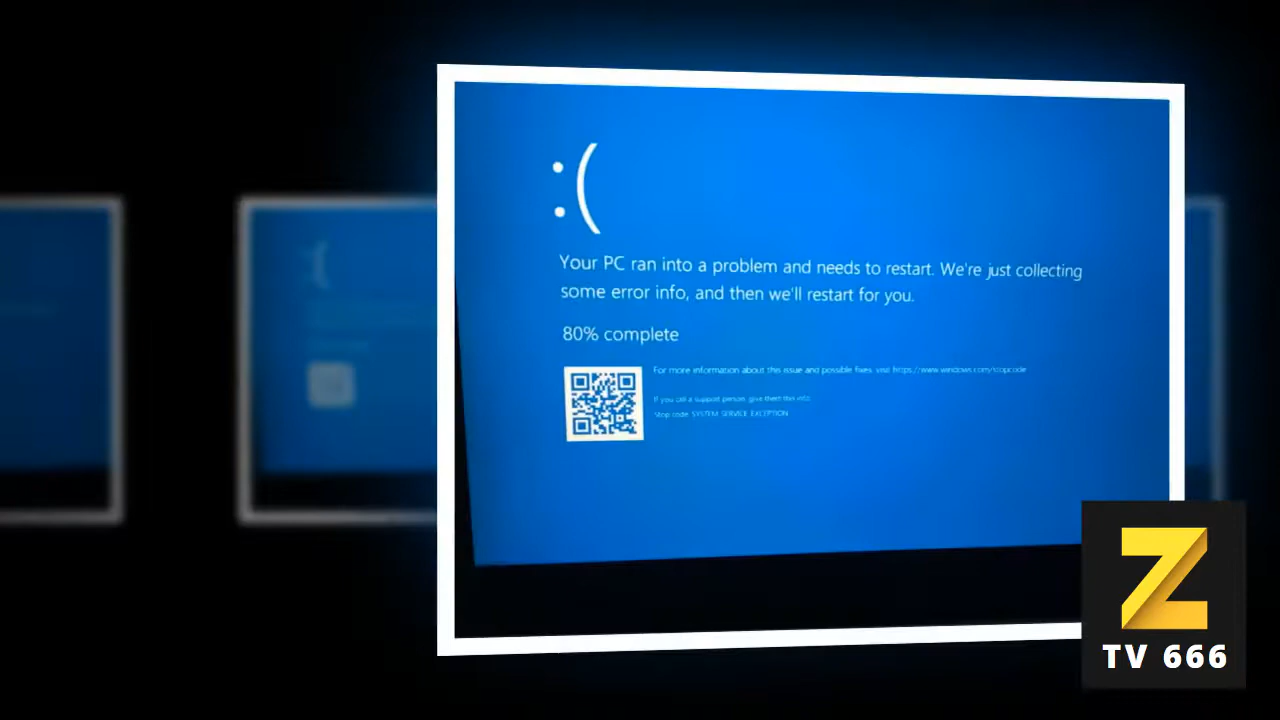 :(
Your PC ran into a problem and needs to restart. We're just collecting
some error info, and then we'll restart for you.
80% complete
For more information about this issue and possible fixes, visit https://www.windows.com/stopcode
If you call a support person, give them this info:
Stop code: SYSTEM SERVICE EXCEPTION
Z
TV 666